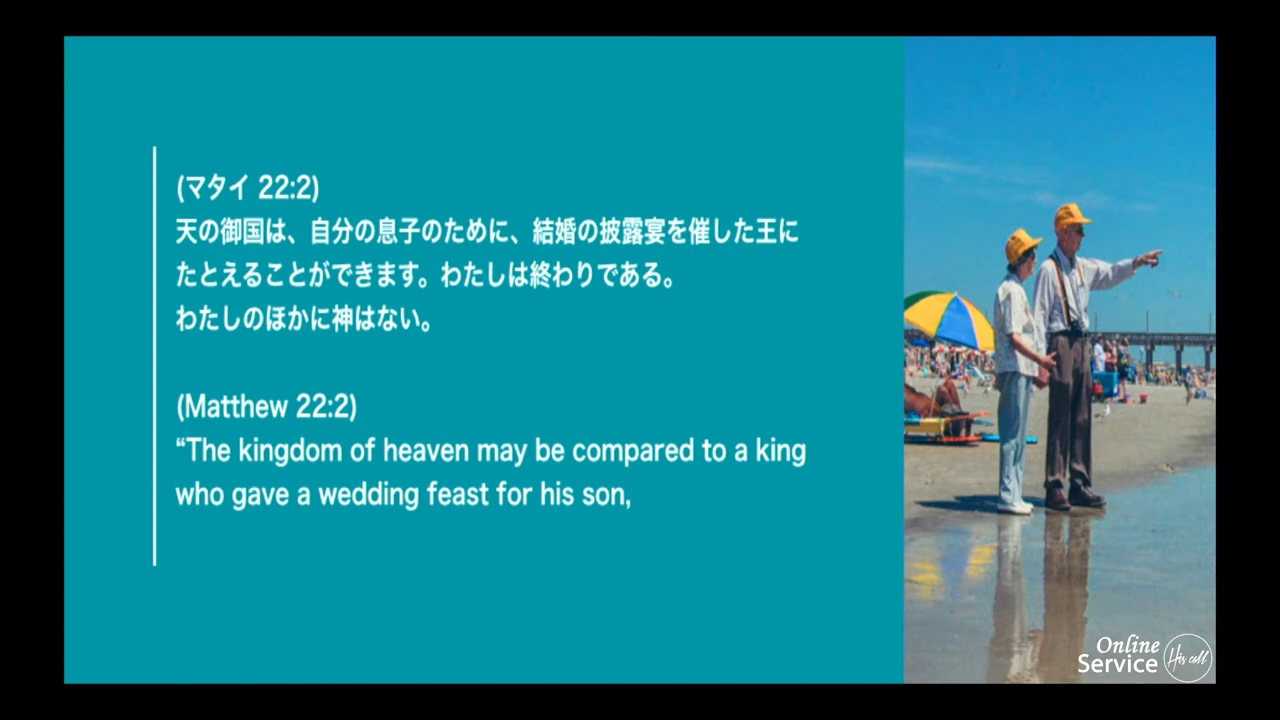 (マタイ 22:2)
天の御国は、自分の息子のために、結婚の披露宴を催した王に
たとえることができます。わたしは終わりである。
わたしのほかに神はない。
(Matthew 22:2)
“The kingdom of heaven may be compared to a king
who gave a wedding feast for his son,
Online
Service
His call